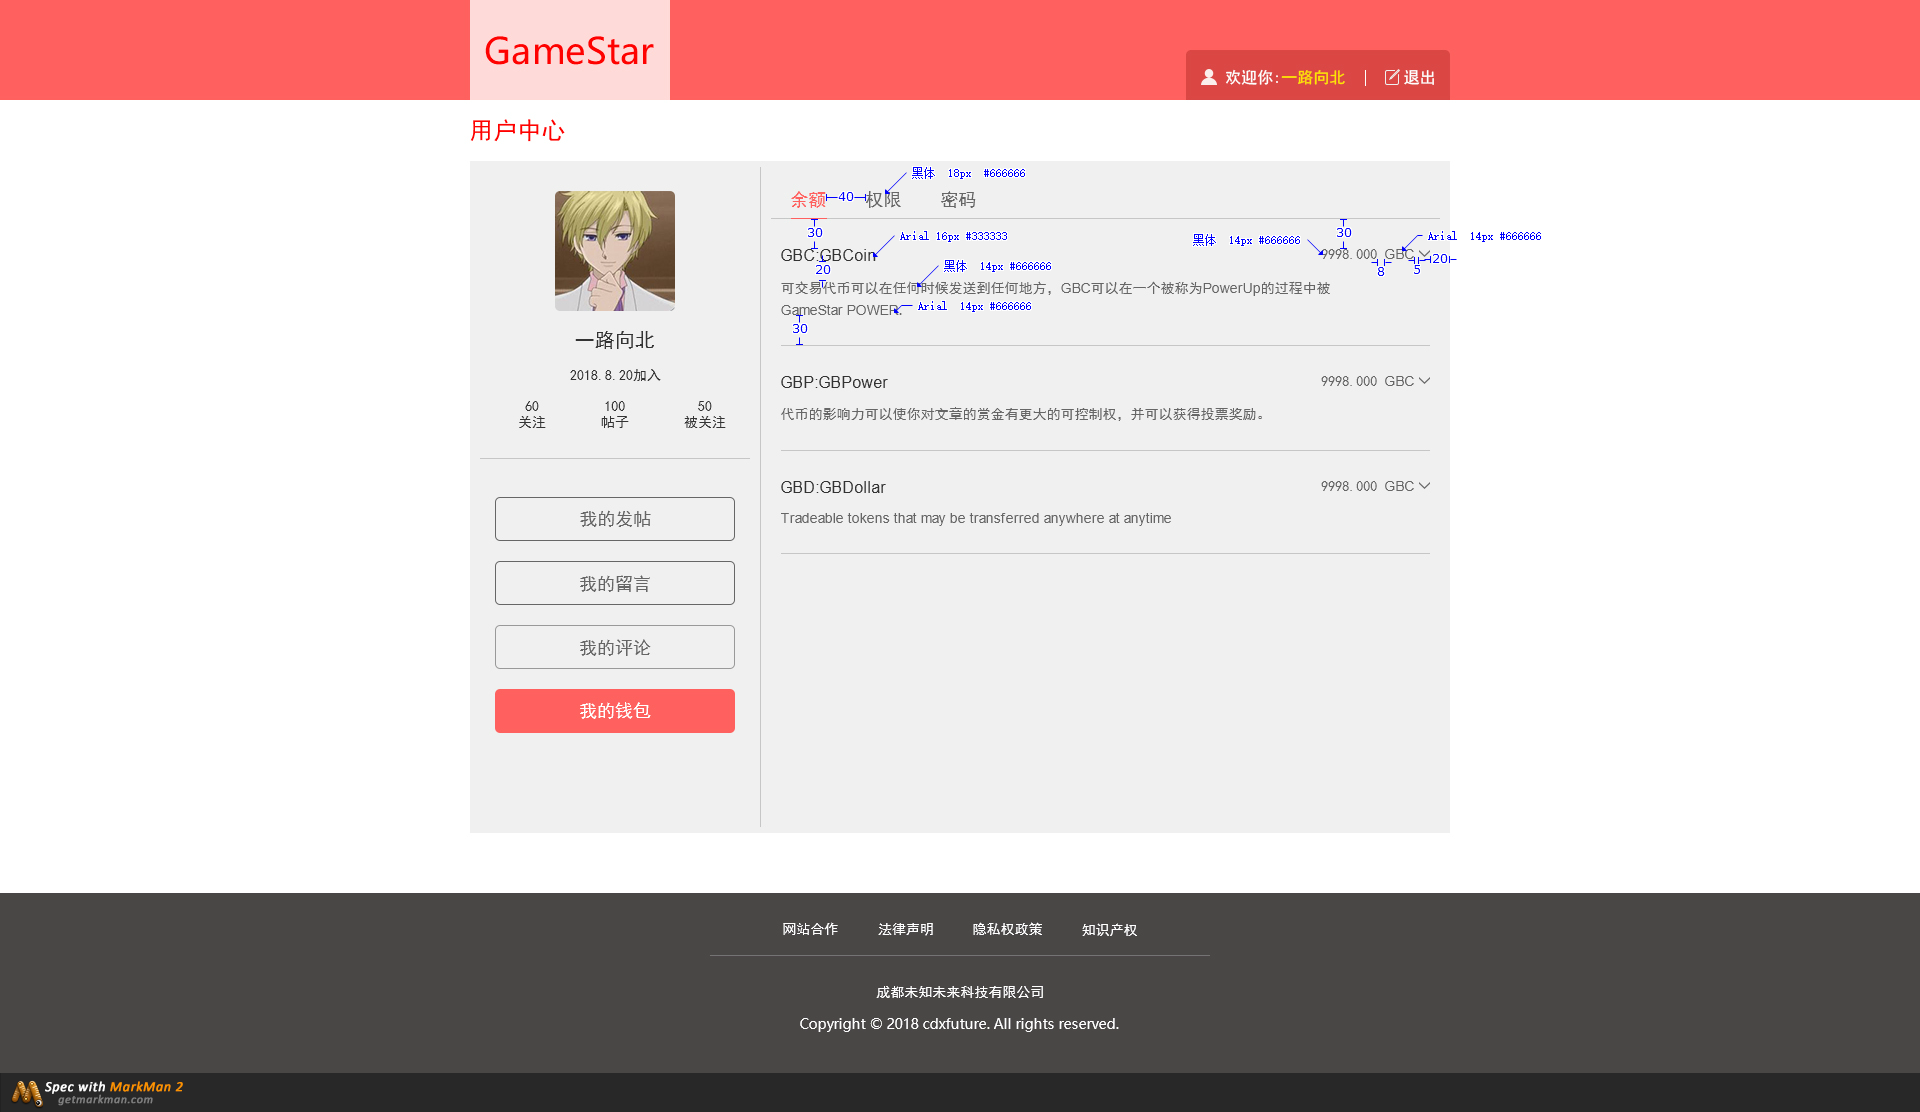 GameStar
欢迎你:一路向北
退出
用户中心
一路向北
2018.8.20加入
60 100 50
关注 帖子 被关注
我的发帖
我的留言
我的评论
我的钱包
黑体 18px #666666
余额 40 权限 密码
30
Arial 16px #333333
黑体 14px #666666
30
Arial 14px #666666
GBC:GBCoin
9998.000 GBC
20
8
5
20
黑体 14px #666666
可交易代币可以在任何时候发送到任何地方，GBC可以在一个被称为PowerUp的过程中被
GameStar POWER.
Arial 14px #666666
30
GBP:GBPower
9998.000 GBC
代币的影响力可以使你对文章的赏金有更大的可控制权，并可以获得投票奖励。
GBD:GBDollar
9998.000 GBC
Tradeable tokens that may be transferred anywhere at anytime
网站合作 法律声明 隐私权政策 知识产权
成都未知未来科技有限公司
Copyright © 2018 cdxfuture. All rights reserved.
Spec with MarkMan 2
getmarkman.com